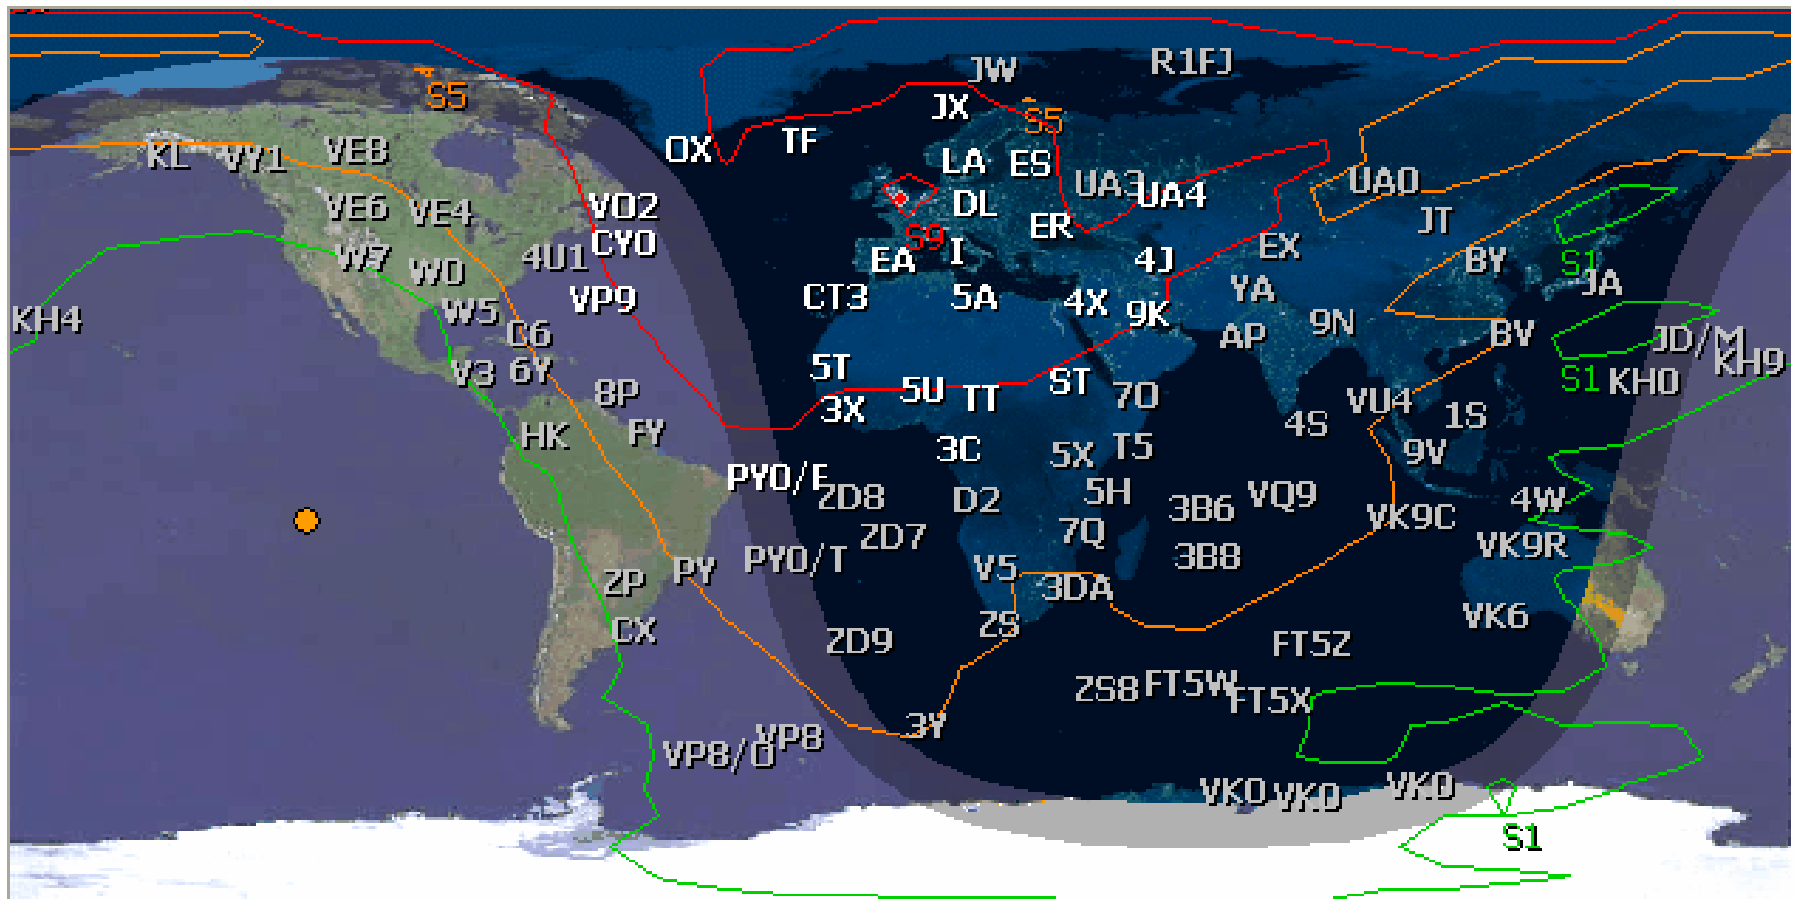 JW
R1FJ
S5
JX
S5
KL
VY1
VE8
OX
TF
LA
ES
UA3
UA4
UA0
VE6
VE4
VO2
DL
ER
JT
CY0
S9
I
EX
W7
W0
4U1
EA
4J
BY
S1
JA
KH4
W5
VP9
CT3
5A
4X
9K
YA
C6
AP
9N
BV
JD/M
KH9
V3
6Y
8P
5T
5U
TT
ST
7O
S1
KH0
3X
VU4
1S
HK
FY
3C
5X
T5
4S
9V
PY0/F
ZD8
D2
5H
3B6
VQ9
VK9C
4W
ZD7
7Q
PY0/T
3B8
VK9R
ZP
PY
V5
3DA
CX
ZD9
ZS
FT5Z
VK6
ZS8
FT5W
FT5X
3Y
VP8/O
VP8
VK0
VK0
VK0
S1